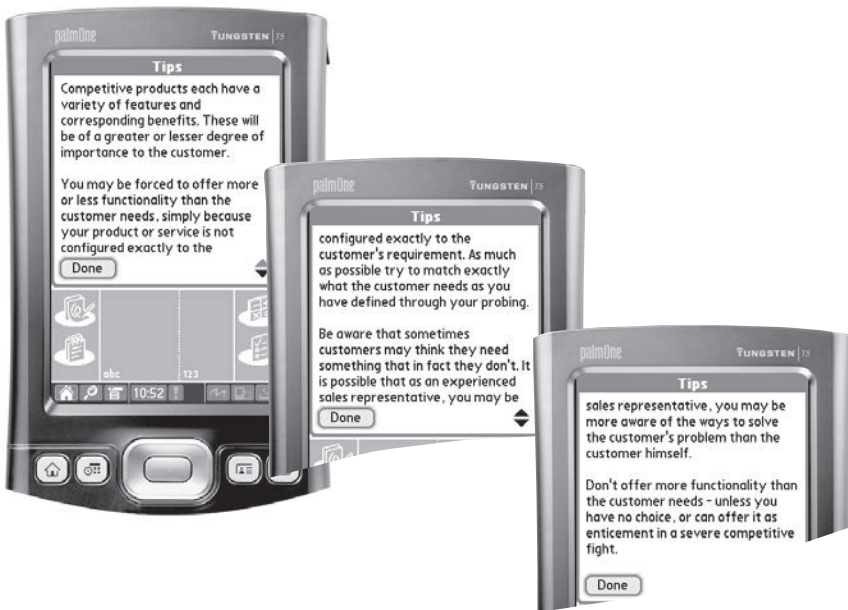 palmOne
TUNGSTEN | T5
Tips
Competitive products each have a
variety of features and
corresponding benefits. These will
be of a greater or lesser degree of
importance to the customer.
You may be forced to offer more
or less functionality than the
customer needs, simply because
your product or service is not
configured exactly to the
Done
abc
123
10:52
palmOne
TUNGSTEN | T5
Tips
configured exactly to the
customer's requirement. As much
as possible try to match exactly
what the customer needs as you
have defined through your probing.
Be aware that sometimes
customers may think they need
something that in fact they don't. It
is possible that as an experienced
sales representative, you may be
Done
palmOne
TUNGSTEN | T5
Tips
sales representative, you may be
more aware of the ways to solve
the customer's problem than the
customer himself.
Don't offer more functionality than
the customer needs - unless you
have no choice, or can offer it as
enticement in a severe competitive
fight.
Done